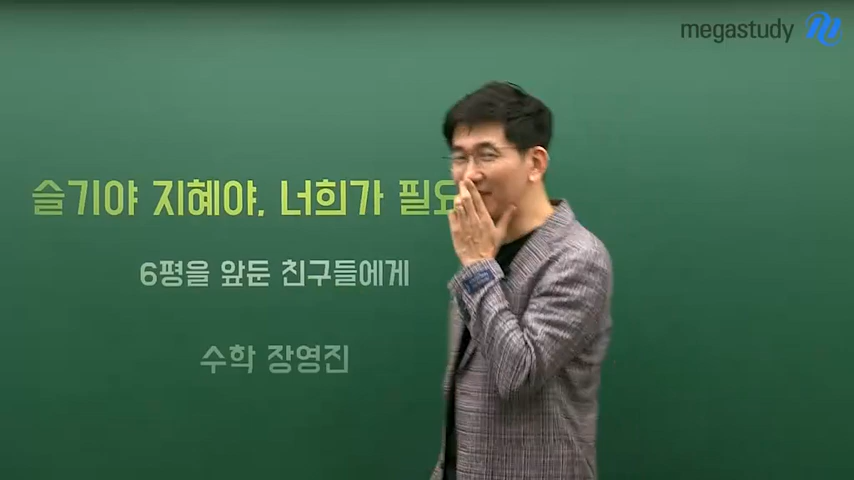 megastudy
슬기야 지혜야, 너희가 필요
6평을 앞둔 친구들에게
수학 장영진